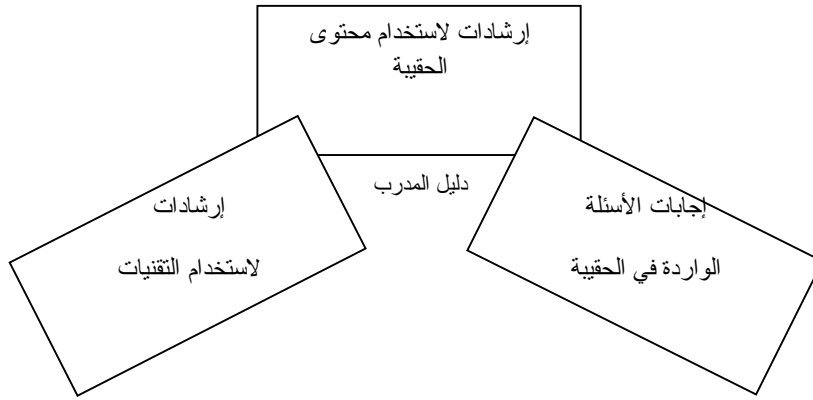 إرشادات لاستخدام محتوى
الحقيبة
دليل المدرب
إجابات الأسئلة
الواردة في الحقيبة
إرشادات
لاستخدام التقنيات